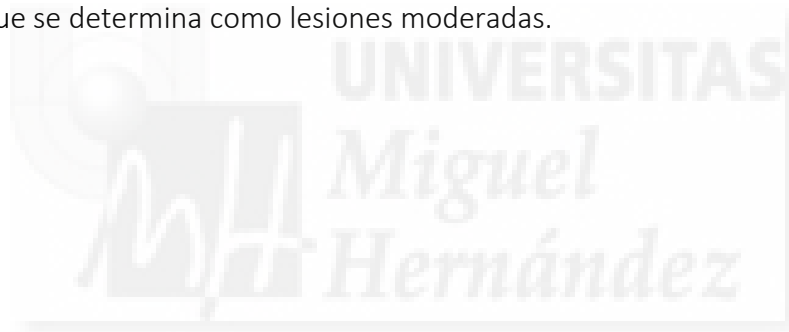 ue se determina como lesiones moderadas.
UNIVERSITAS
Miguel
Hernández